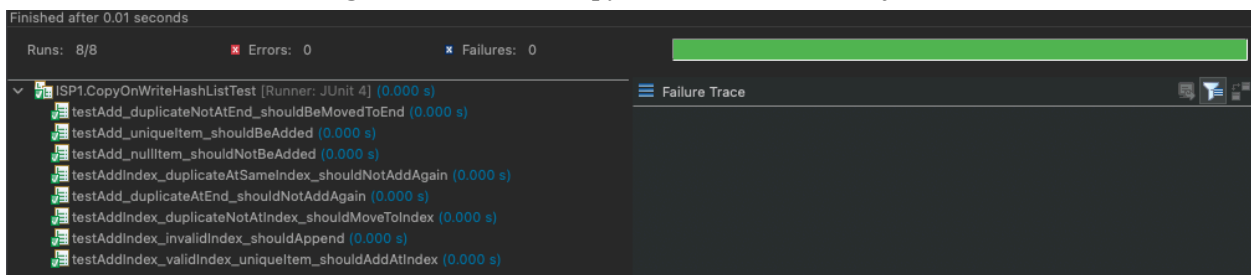 Finished after 0.01 seconds
Runs: 8/8 Errors: 0 Failures: 0
ISP1.CopyOnWriteHashListTest [Runner: JUnit 4] (0.000 s)
Failure Trace
testAdd_duplicateNotAtEnd_shouldBeMovedToEnd (0.000 s)
testAdd_uniqueItem_shouldBeAdded (0.000 s)
testAdd_nullItem_shouldNotBeAdded (0.000 s)
testAddIndex_duplicateAtSameIndex_shouldNotAddAgain (0.000 s)
testAdd_duplicateAtEnd_shouldNotAddAgain (0.000 s)
testAddIndex_duplicateNotAtIndex_shouldMoveToIndex (0.000 s)
testAddIndex_invalidIndex_shouldAppend (0.000 s)
testAddIndex_validIndex_uniqueItem_shouldAddAtIndex (0.000 s)